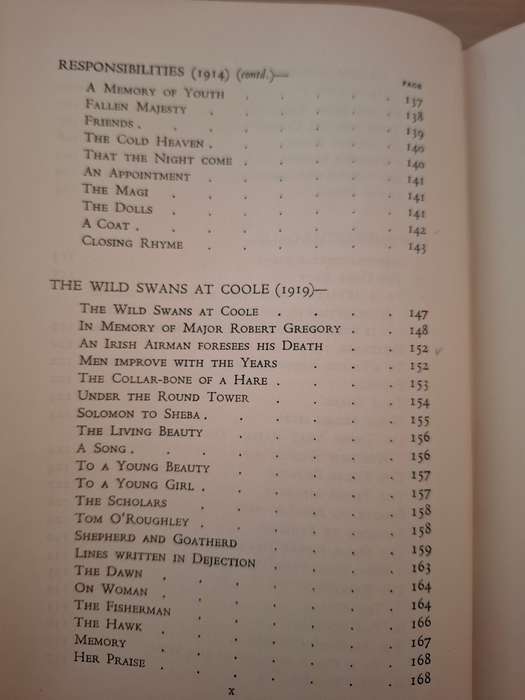 RESPONSIBILITIES (1914) (contd.)—
PAGE
A Memory of Youth . . . . . 137
Fallen Majesty . . . . . 138
Friends . . . . . . . 139
The Cold Heaven . . . . . 140
That the Night come . . . . . 140
An Appointment . . . . . 141
The Magi . . . . . . 141
The Dolls . . . . . . 141
A Coat . . . . . . . 142
Closing Rhyme . . . . . 143
THE WILD SWANS AT COOLE (1919)—
The Wild Swans at Coole . . . . 147
In Memory of Major Robert Gregory . . . 148
An Irish Airman foresees his Death . . . 152
Men improve with the Years . . . . 152
The Collar-bone of a Hare . . . . 153
Under the Round Tower . . . . 154
Solomon to Sheba . . . . . 155
The Living Beauty . . . . . 156
A Song . . . . . . . 156
To a Young Beauty . . . . . 157
To a Young Girl . . . . . 157
The Scholars . . . . . . 158
Tom O'Roughley . . . . . 158
Shepherd and Goatherd . . . . 159
Lines written in Dejection . . . . 163
The Dawn . . . . . . 164
On Woman . . . . . . 164
The Fisherman . . . . . 166
The Hawk . . . . . . 167
Memory . . . . . . 168
Her Praise . . . . . . 168
x